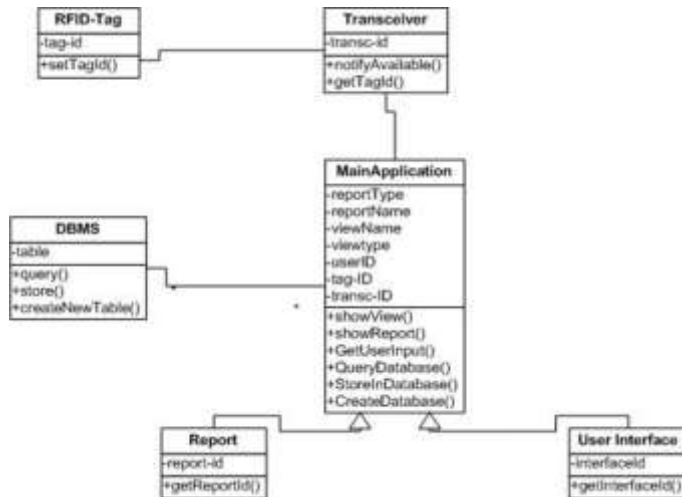 RFID-Tag
-tag-id
+setTagId()
Transceiver
-transc-id
+notifyAvailable()
+getTagId()
MainApplication
-reportType
-reportName
-viewName
-viewtype
-userID
-tag-ID
-transc-ID
+showView()
+showReport()
+GetUserInput()
+QueryDatabase()
+StoreInDatabase()
+CreateDatabase()
DBMS
-table
+query()
+store()
+createNewTable()
Report
-report-id
+getReportId()
User Interface
-interfaceId
+getInterfaceId()